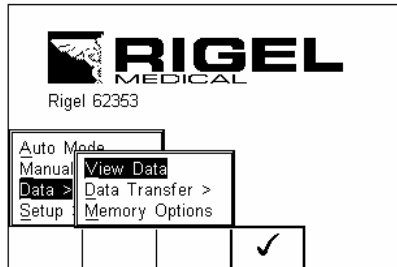 RIGEL
MEDICAL
Rigel 62353
Auto Mode
Manual
Data >
Setup
View Data
Data Transfer >
Memory Options